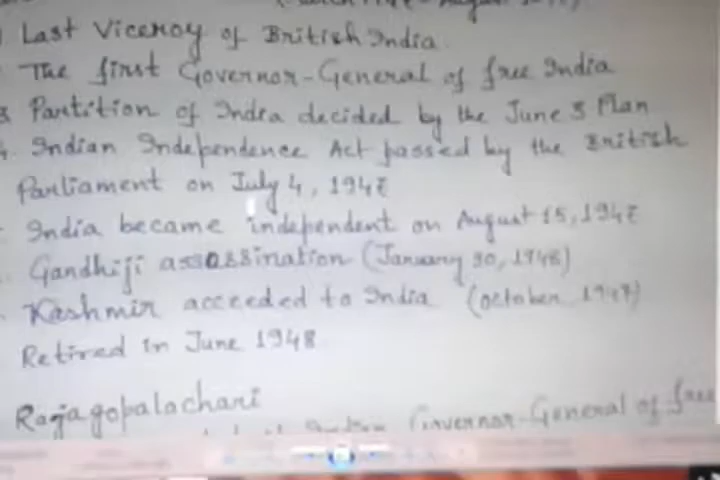 Last Viceroy of British India.
The first Governor-General of free India
3 Partition of India decided by the June 3 Plan
4. Indian Independence Act passed by the British
Parliament on July 4, 1947
India became independent on August 15, 1947
Gandhiji assassination (January 30, 1948)
Kashmir acceeded to India (October 1947)
Retired in June 1948
Rajagopalachari
Governor-General of free